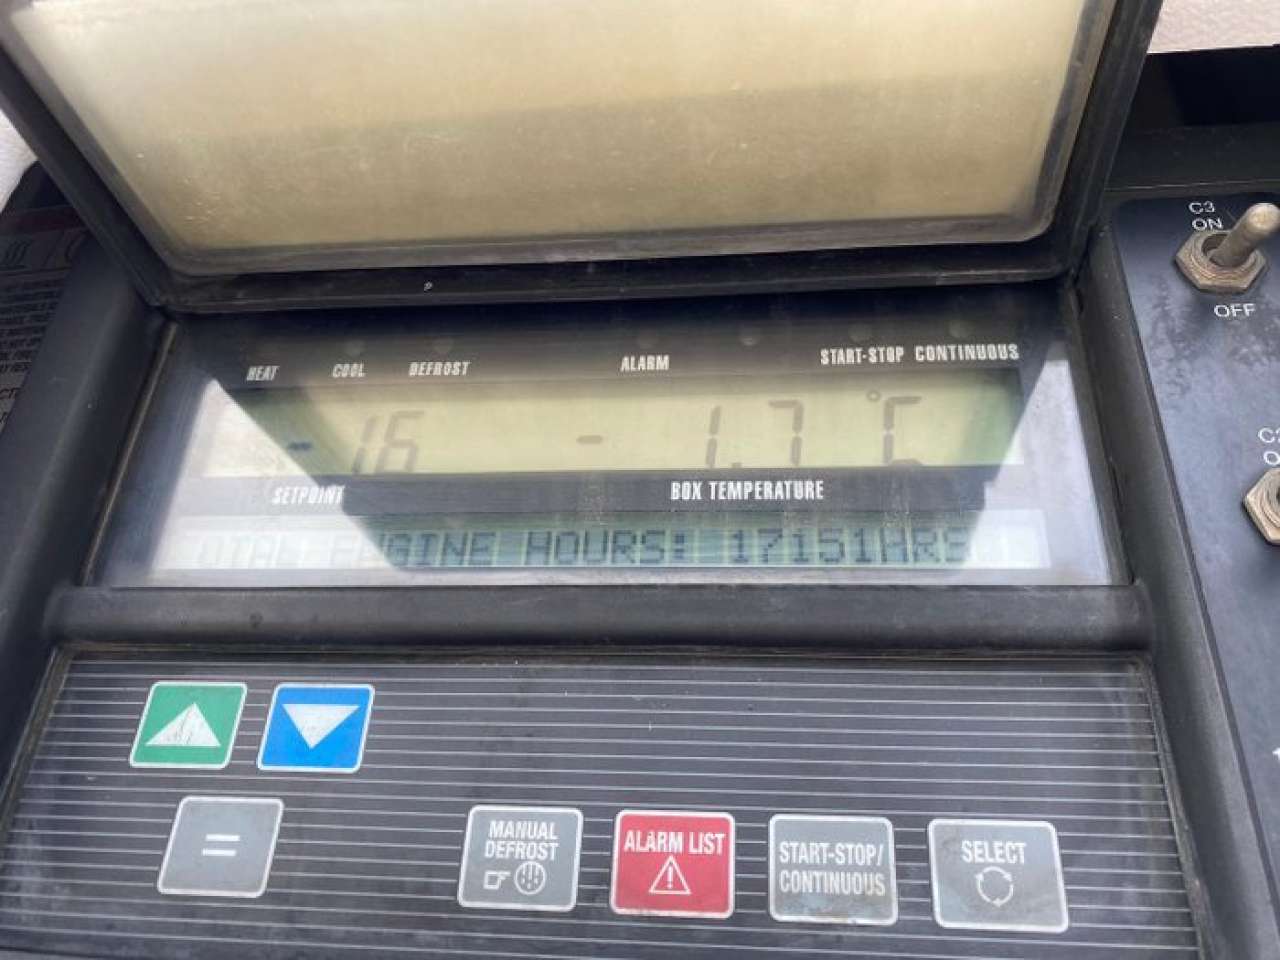 C3
ON
OFF
HEAT COOL DEFROST ALARM START-STOP CONTINUOUS
-16 -1.7°C
SETPOINT BOX TEMPERATURE
ENGINE HOURS: 17151HRS
MANUAL
DEFROST
ALARM LIST
START-STOP/
CONTINUOUS
SELECT
=